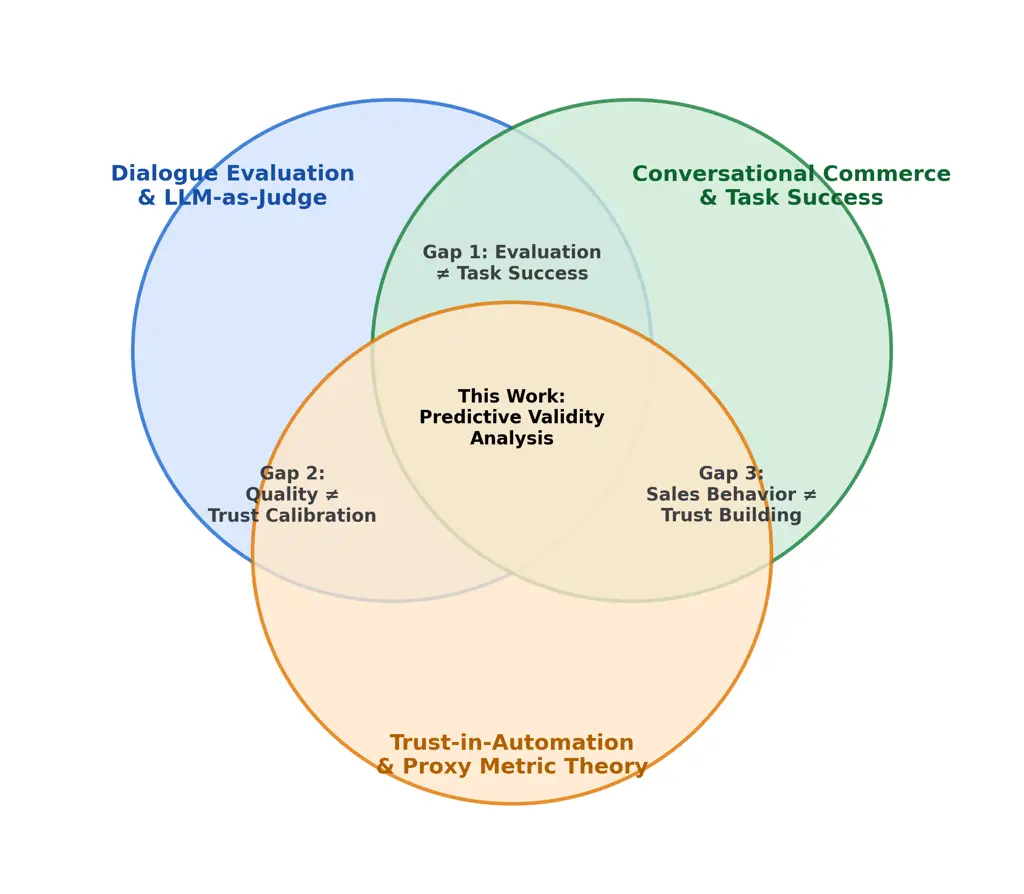 Dialogue Evaluation
& LLM-as-Judge
Conversational Commerce
& Task Success
Gap 1: Evaluation
≠ Task Success
This Work:
Predictive Validity
Analysis
Gap 2:
Quality ≠
Trust Calibration
Gap 3:
Sales Behavior ≠
Trust Building
Trust-in-Automation
& Proxy Metric Theory